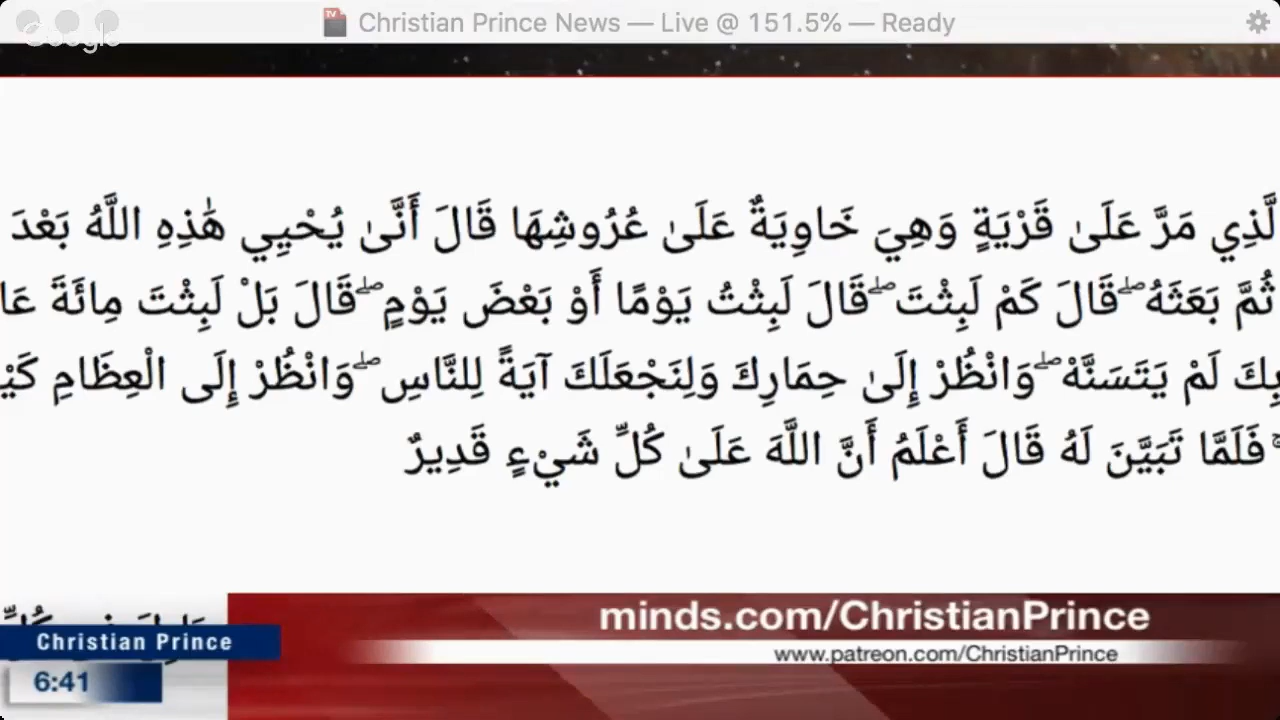 Christian Prince News — Live @ 151.5% — Ready
Google
لَّذِي مَرَّ عَلَىٰ قَرْيَةٍ وَهِيَ خَاوِيَةٌ عَلَىٰ عُرُوشِهَا قَالَ أَنَّىٰ يُحْيِي هَٰذِهِ اللَّهُ بَعْدَ
ثُمَّ بَعَثَهُ ۖ قَالَ كَمْ لَبِثْتَ ۖ قَالَ لَبِثْتُ يَوْمًا أَوْ بَعْضَ يَوْمٍ ۖ قَالَ بَلْ لَبِثْتَ مِائَةَ عَا
بِكَ لَمْ يَتَسَنَّهْ ۖ وَانْظُرْ إِلَىٰ حِمَارِكَ وَلِنَجْعَلَكَ آيَةً لِلنَّاسِ ۖ وَانْظُرْ إِلَى الْعِظَامِ كَيْ
فَلَمَّا تَبَيَّنَ لَهُ قَالَ أَعْلَمُ أَنَّ اللَّهَ عَلَىٰ كُلِّ شَيْءٍ قَدِيرٌ
minds.com/ChristianPrince
Christian Prince
www.patreon.com/ChristianPrince
6:41